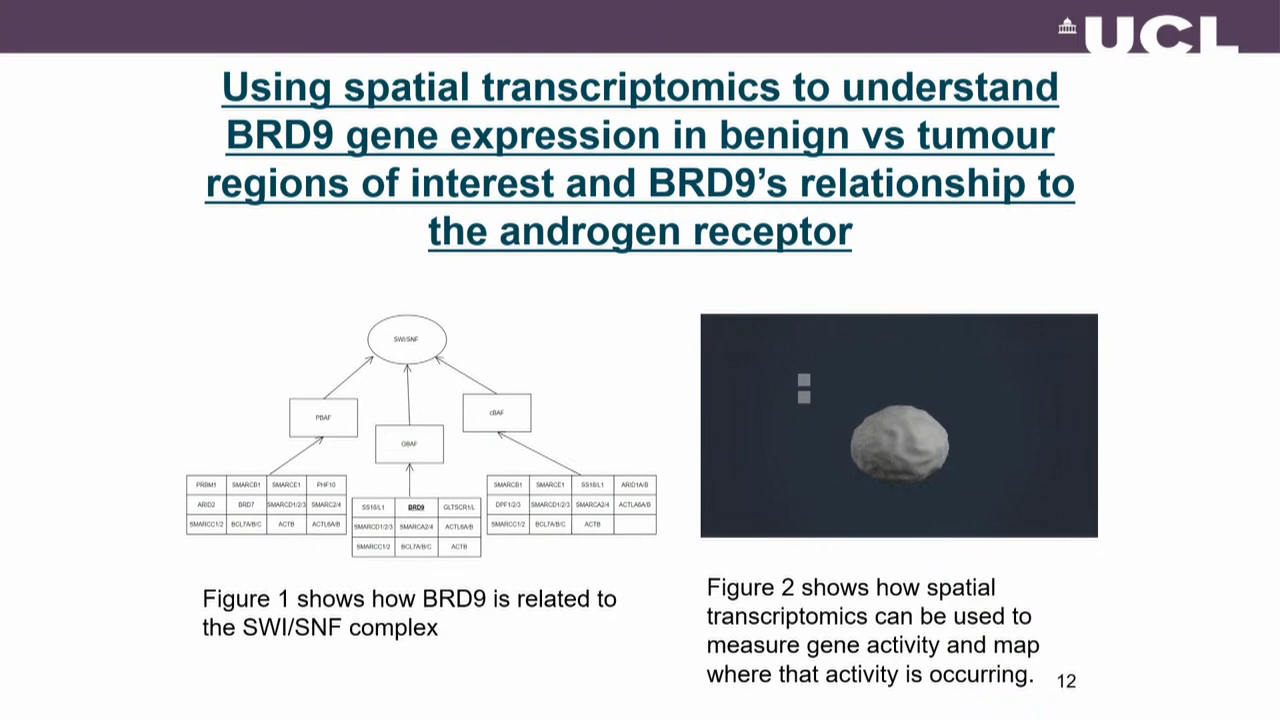 UCL
Using spatial transcriptomics to understand
BRD9 gene expression in benign vs tumour
regions of interest and BRD9's relationship to
the androgen receptor
SWI/SNF
PBAF
GBAF
cBAF
PRBM1 SMARCB1 SMARCE1 PHF10
ARID2 BRD7 SMARCD1/2/3 SMARC2/4
SMARCC1/2 BCL7A/B/C ACTB ACTL6A/B
SS18/L1 BRD9 GLTSCR1/L
SMARCD1/2/3 SMARCA2/4 ACTL6A/B
SMARCC1/2 BCL7A/B/C ACTB
SMARCB1 SMARCE1 SS18/L1 ARID1A/B
DPF1/2/3 SMARCD1/2/3 SMARCA2/4 ACTL6A/B
SMARCC1/2 BCL7A/B/C ACTB
Figure 1 shows how BRD9 is related to
the SWI/SNF complex
Figure 2 shows how spatial
transcriptomics can be used to
measure gene activity and map
where that activity is occurring.
12